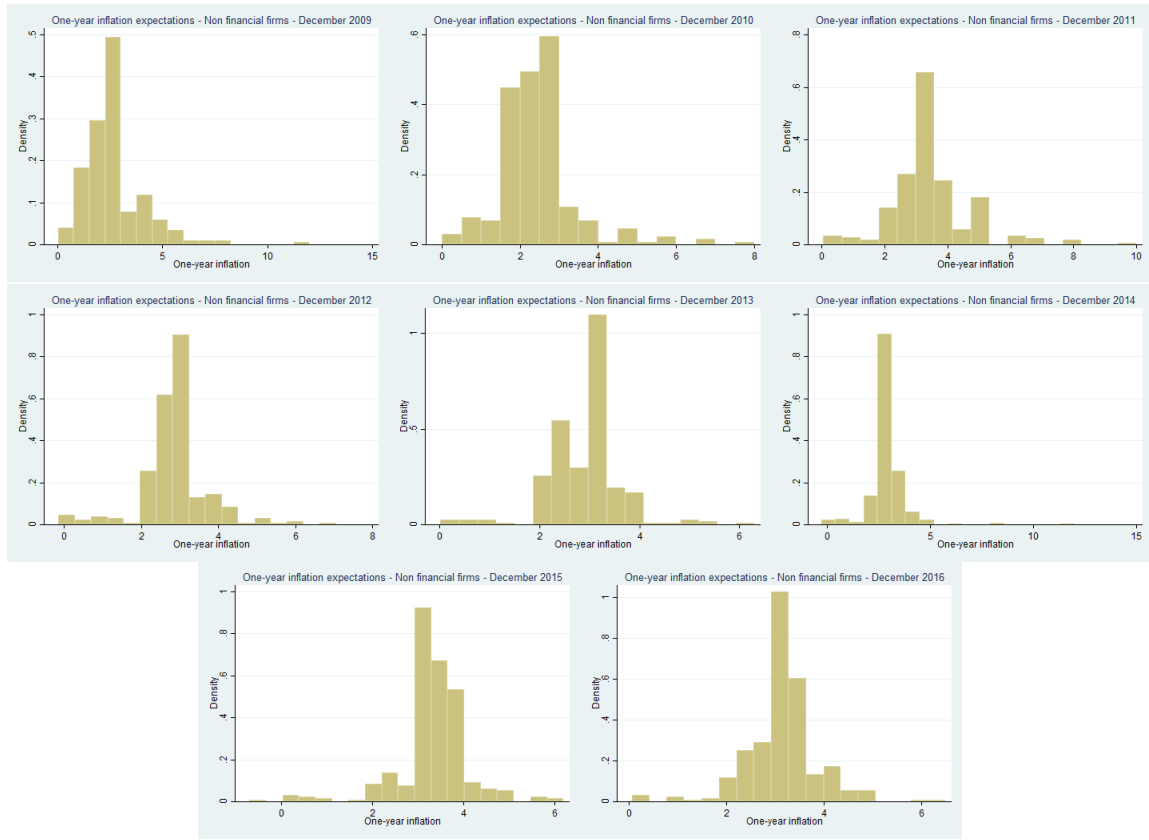 One-year inflation expectations - Non financial firms - December 2009
Density
0 .1 .2 .3 .4 .5
0 5 10 15
One-year inflation
One-year inflation expectations - Non financial firms - December 2010
Density
0 .2 .4 .6
0 2 4 6 8
One-year inflation
One-year inflation expectations - Non financial firms - December 2011
Density
0 .2 .4 .6 .8
0 2 4 6 8 10
One-year inflation
One-year inflation expectations - Non financial firms - December 2012
Density
0 .2 .4 .6 .8 1
0 2 4 6 8
One-year inflation
One-year inflation expectations - Non financial firms - December 2013
Density
0 .5 1
0 2 4 6
One-year inflation
One-year inflation expectations - Non financial firms - December 2014
Density
0 .2 .4 .6 .8 1
0 5 10 15
One-year inflation
One-year inflation expectations - Non financial firms - December 2015
Density
0 .2 .4 .6 .8 1
0 2 4 6
One-year inflation
One-year inflation expectations - Non financial firms - December 2016
Density
0 .2 .4 .6 .8 1
0 2 4 6
One-year inflation